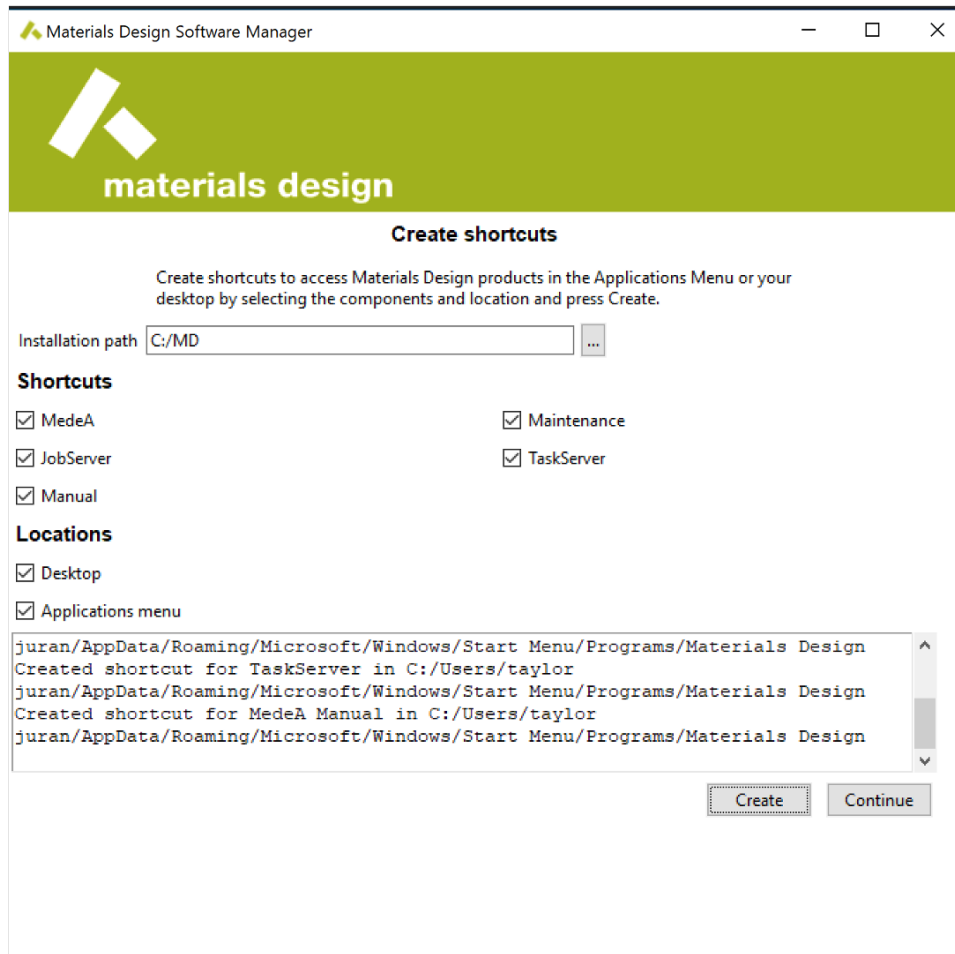 Materials Design Software Manager
materials design
Create shortcuts
Create shortcuts to access Materials Design products in the Applications Menu or your
desktop by selecting the components and location and press Create.
Installation path C:/MD ...
Shortcuts
MedeA Maintenance
JobServer TaskServer
Manual
Locations
Desktop
Applications menu
juran/AppData/Roaming/Microsoft/Windows/Start Menu/Programs/Materials Design
Created shortcut for TaskServer in C:/Users/taylor
juran/AppData/Roaming/Microsoft/Windows/Start Menu/Programs/Materials Design
Created shortcut for MedeA Manual in C:/Users/taylor
juran/AppData/Roaming/Microsoft/Windows/Start Menu/Programs/Materials Design
Create Continue